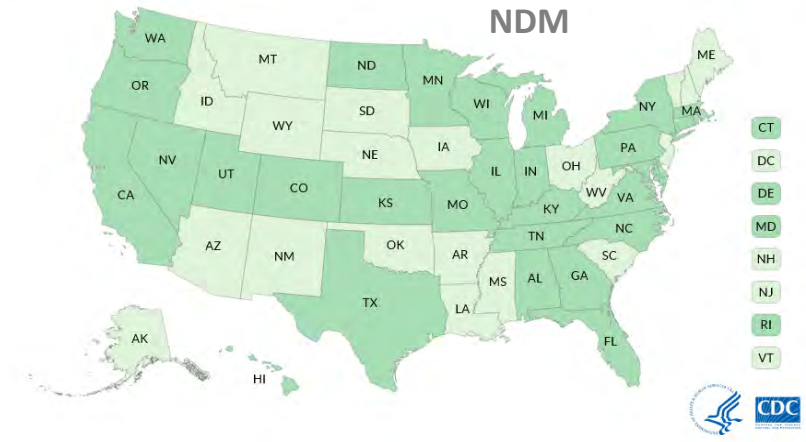 NDM
WA
MT
ND
MN
ME
OR
ID
SD
WI
MI
NY
MA
WY
IA
NE
PA
NV
UT
CO
IL
IN
OH
WV
VA
CA
KS
MO
KY
NC
TN
AZ
NM
OK
AR
SC
MS
AL
GA
TX
LA
FL
AK
HI
CT
DC
DE
MD
NH
NJ
RI
VT
CDC